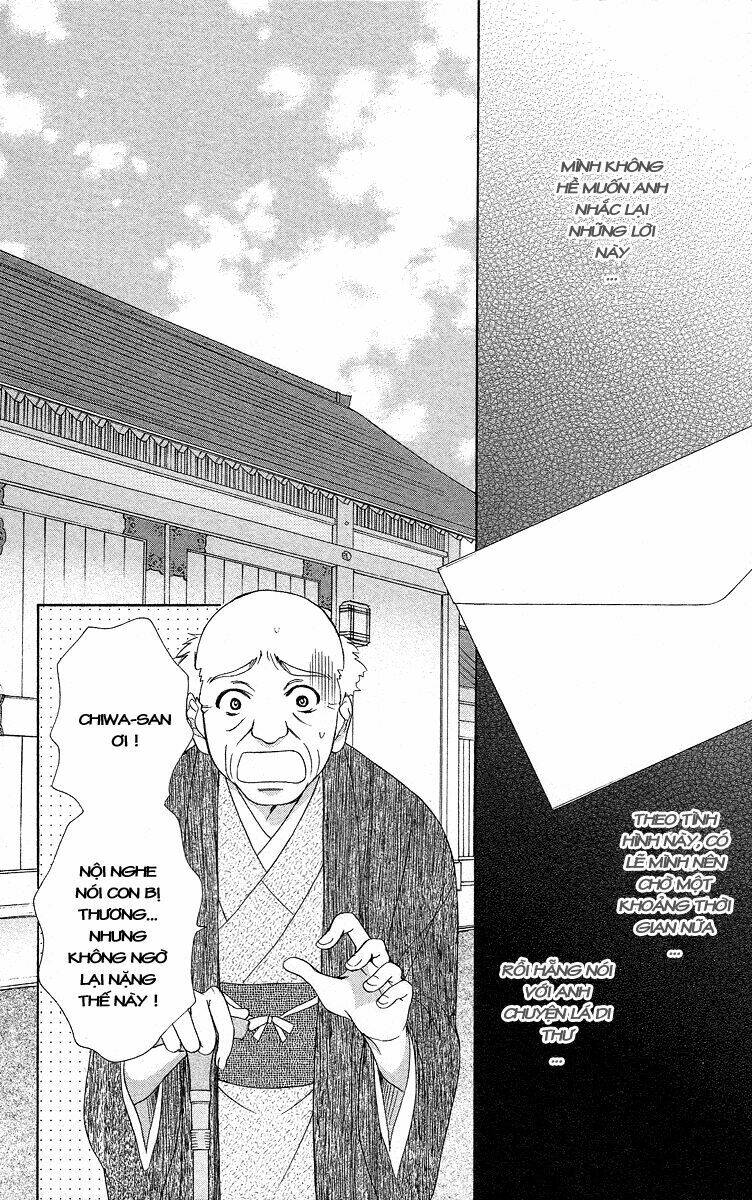 MÌNH KHÔNG
HỀ MUỐN ANH
NHẮC LẠI
NHỮNG LỜI
NÀY
...
THEO TÌNH
HÌNH NÀY, CÓ
LẼ MÌNH NÊN
CHỜ MỘT
KHOẢNG THỜI
GIAN NỮA
...
RỒI HẴNG NÓI
VỚI ANH
CHUYỆN LÁ DI
THƯ
...
CHIWA-SAN
ƠI !
NỘI NGHE
NÓI CON BỊ
THƯƠNG...
NHƯNG
KHÔNG NGỜ
LẠI NẶNG
THẾ NÀY !